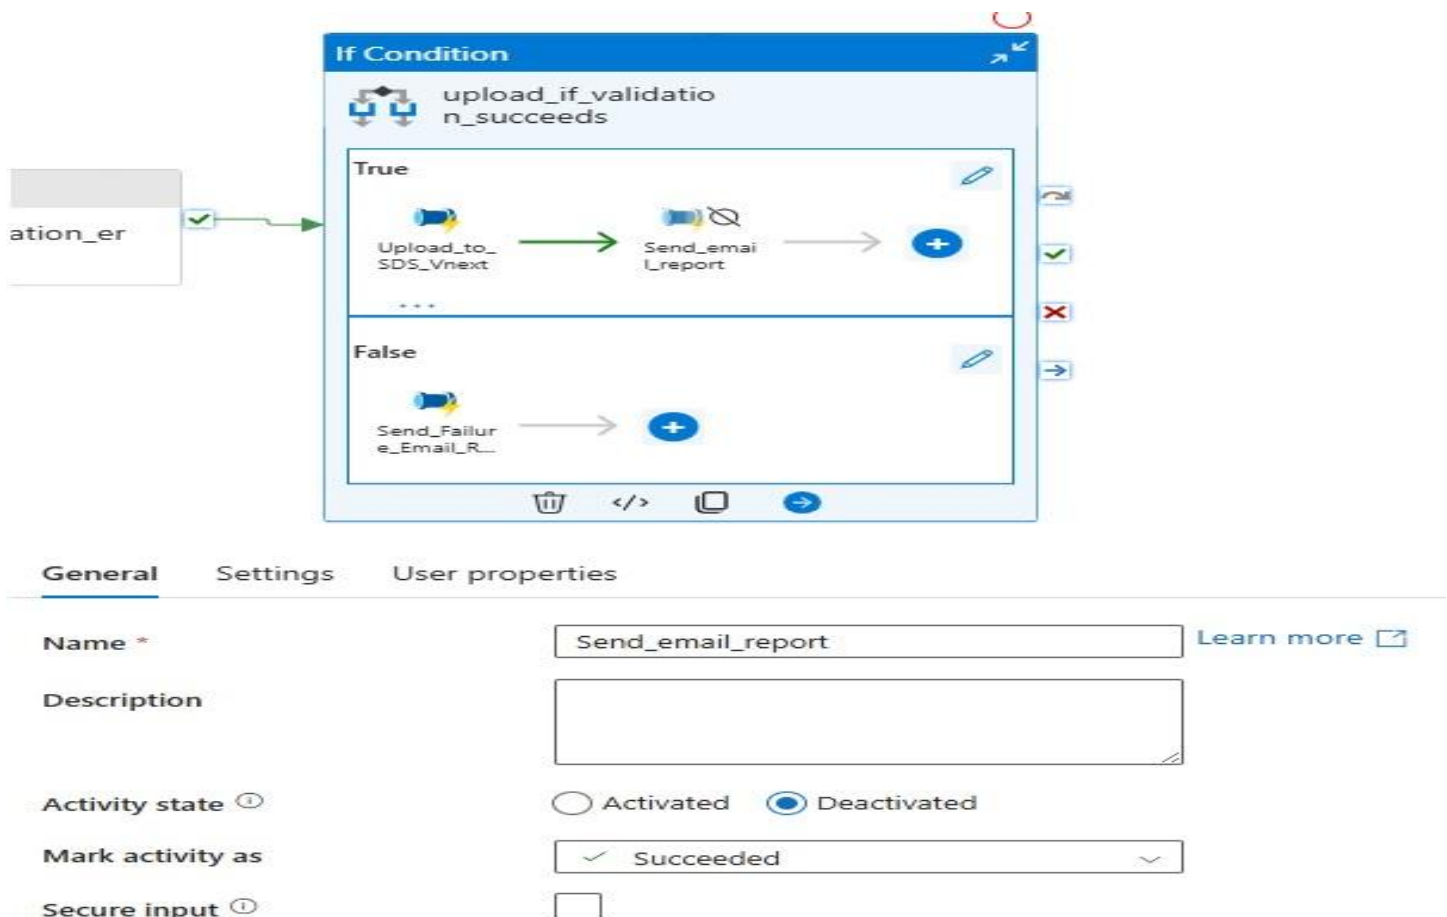 If Condition
upload_if_validatio
n_succeeds
True
ation_er
Upload_to_
SDS_Vnext
Send_emai
l_report
...
False
Send_Failur
e_Email_R...
</>
General
Settings
User properties
Name *
Send_email_report
Learn more
Description
Activity state
Activated
Deactivated
Mark activity as
Succeeded
Secure input